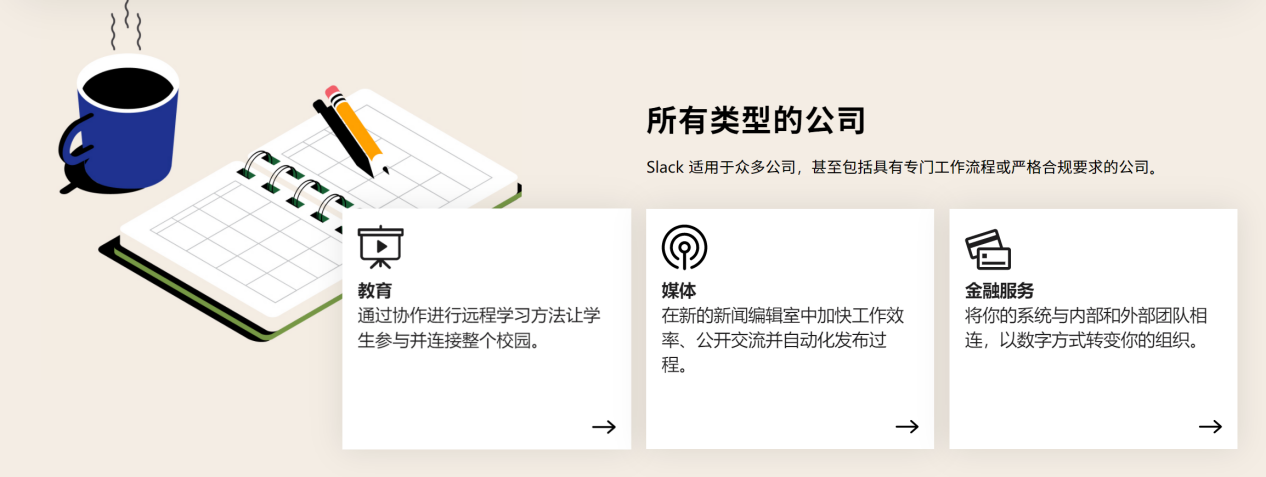 所有类型的公司
Slack 适用于众多公司，甚至包括具有专门工作流程或严格合规要求的公司。
教育
通过协作进行远程学习方法让学
生参与并连接整个校园。
媒体
在新的新闻编辑室中加快工作效
率、公开交流并自动化发布过
程。
金融服务
将你的系统与内部和外部团队相
连，以数字方式转变你的组织。